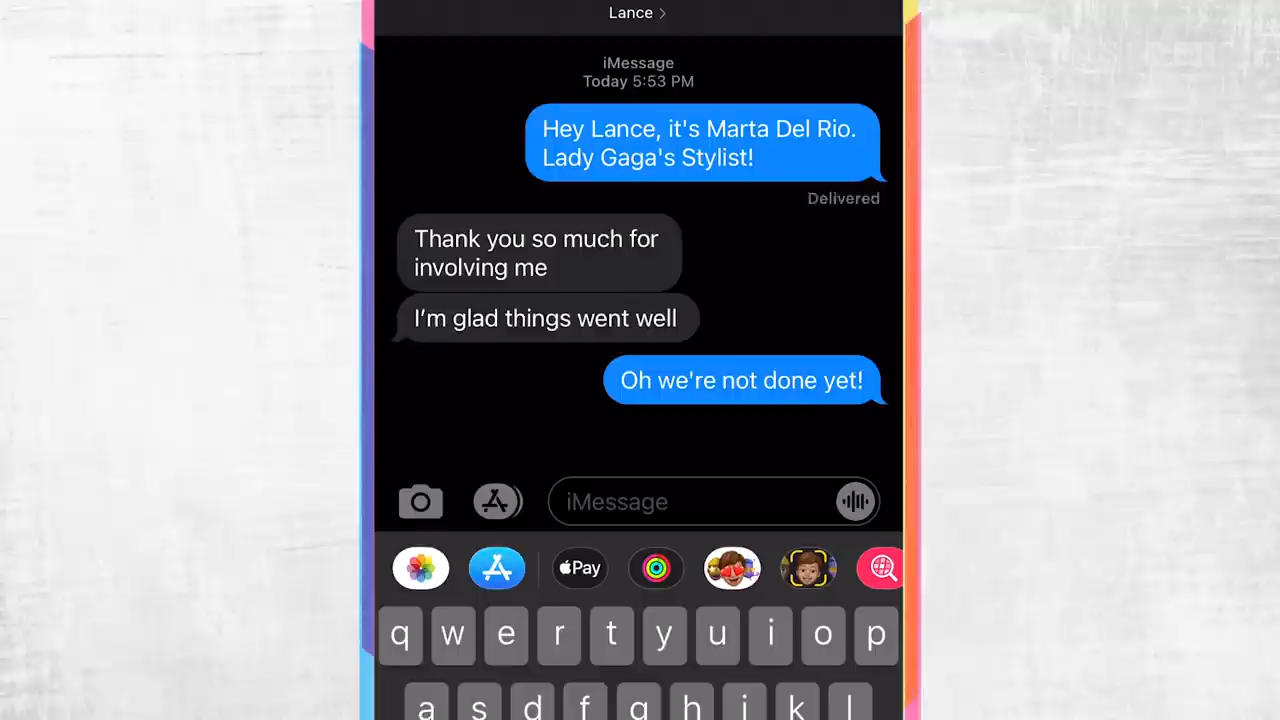 Lance >
iMessage
Today 5:53 PM
Hey Lance, it's Marta Del Rio.
Lady Gaga's Stylist!
Delivered
Thank you so much for
involving me
I’m glad things went well
Oh we're not done yet!
iMessage
Pay
q w e r t y u i o p
a s d f g h j k l